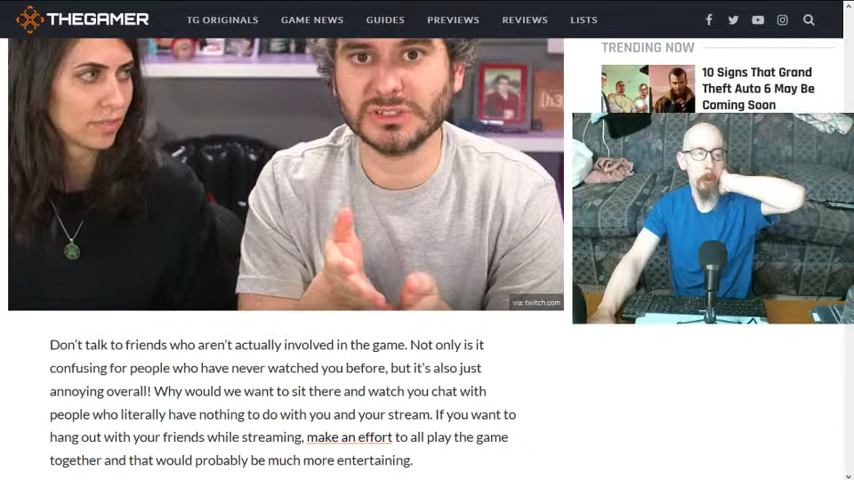 THEGAMER
TG ORIGINALS
GAME NEWS
GUIDES
PREVIEWS
REVIEWS
LISTS
TRENDING NOW
10 Signs That Grand
Theft Auto 6 May Be
Coming Soon
[h3
via: twitch.com
Don't talk to friends who aren't actually involved in the game. Not only is it
confusing for people who have never watched you before, but it's also just
annoying overall! Why would we want to sit there and watch you chat with
people who literally have nothing to do with you and your stream. If you want to
hang out with your friends while streaming, make an effort to all play the game
together and that would probably be much more entertaining.